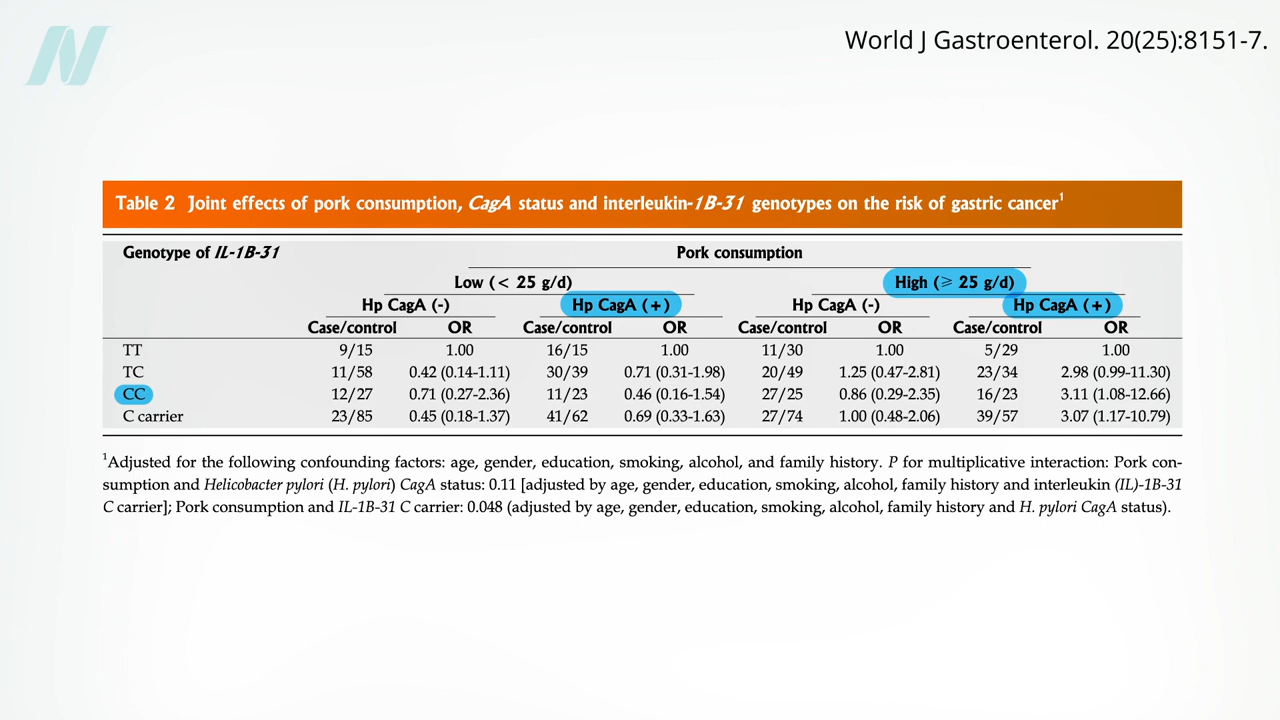 World J Gastroenterol. 20(25):8151-7.
Table 2 Joint effects of pork consumption, CagA status and interleukin-1B-31 genotypes on the risk of gastric cancer1
Genotype of IL-1B-31 Pork consumption
Low (< 25 g/d) High (≥ 25 g/d)
Hp CagA (-) Hp CagA (+) Hp CagA (-) Hp CagA (+)
Case/control OR Case/control OR Case/control OR Case/control OR
TT 9/15 1.00 16/15 1.00 11/30 1.00 5/29 1.00
TC 11/58 0.42 (0.14-1.11) 30/39 0.71 (0.31-1.98) 20/49 1.25 (0.47-2.81) 23/34 2.98 (0.99-11.30)
CC 12/27 0.71 (0.27-2.36) 11/23 0.46 (0.16-1.54) 27/25 0.86 (0.29-2.35) 16/23 3.11 (1.08-12.66)
C carrier 23/85 0.45 (0.18-1.37) 41/62 0.69 (0.33-1.63) 27/74 1.00 (0.48-2.06) 39/57 3.07 (1.17-10.79)
1Adjusted for the following confounding factors: age, gender, education, smoking, alcohol, and family history. P for multiplicative interaction: Pork con-
sumption and Helicobacter pylori (H. pylori) CagA status: 0.11 [adjusted by age, gender, education, smoking, alcohol, family history and interleukin (IL)-1B-31
C carrier]; Pork consumption and IL-1B-31 C carrier: 0.048 (adjusted by age, gender, education, smoking, alcohol, family history and H. pylori CagA status).